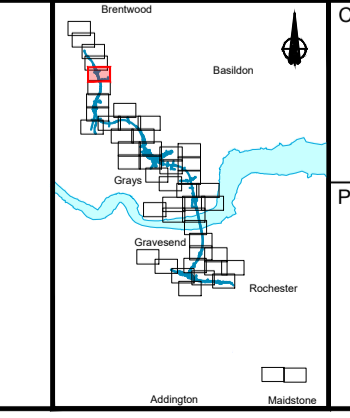 Brentwood
C
Basildon
Grays
P
Gravesend
Rochester
Addington
Maidstone